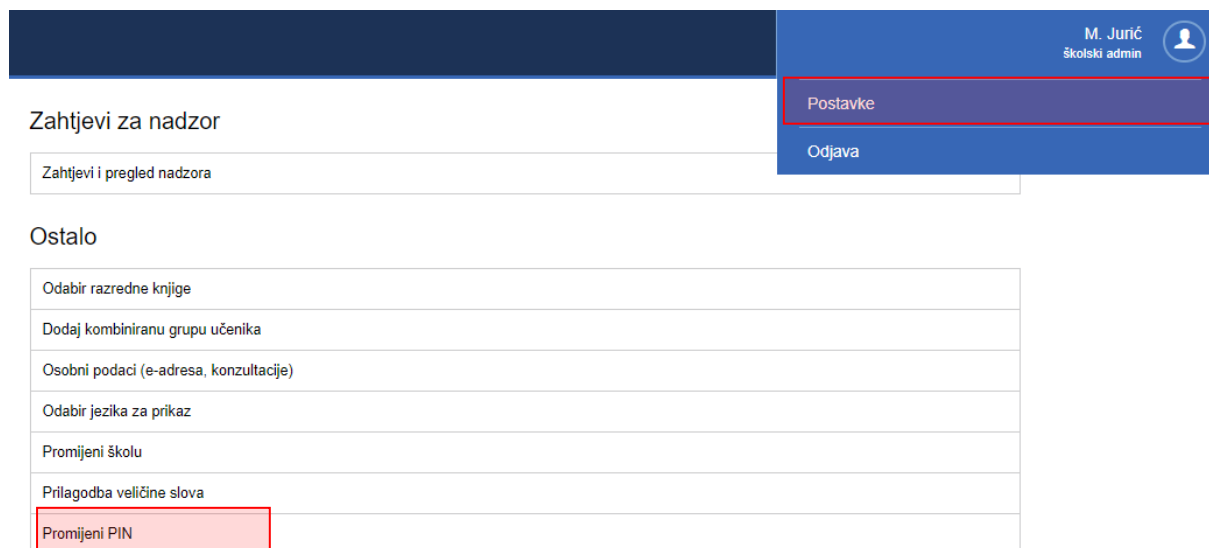 M. Jurić
školski admin
Postavke
Odjava
Zahtjevi za nadzor
Zahtjevi i pregled nadzora
Ostalo
Odabir razredne knjige
Dodaj kombiniranu grupu učenika
Osobni podaci (e-adresa, konzultacije)
Odabir jezika za prikaz
Promijeni školu
Prilagodba veličine slova
Promijeni PIN